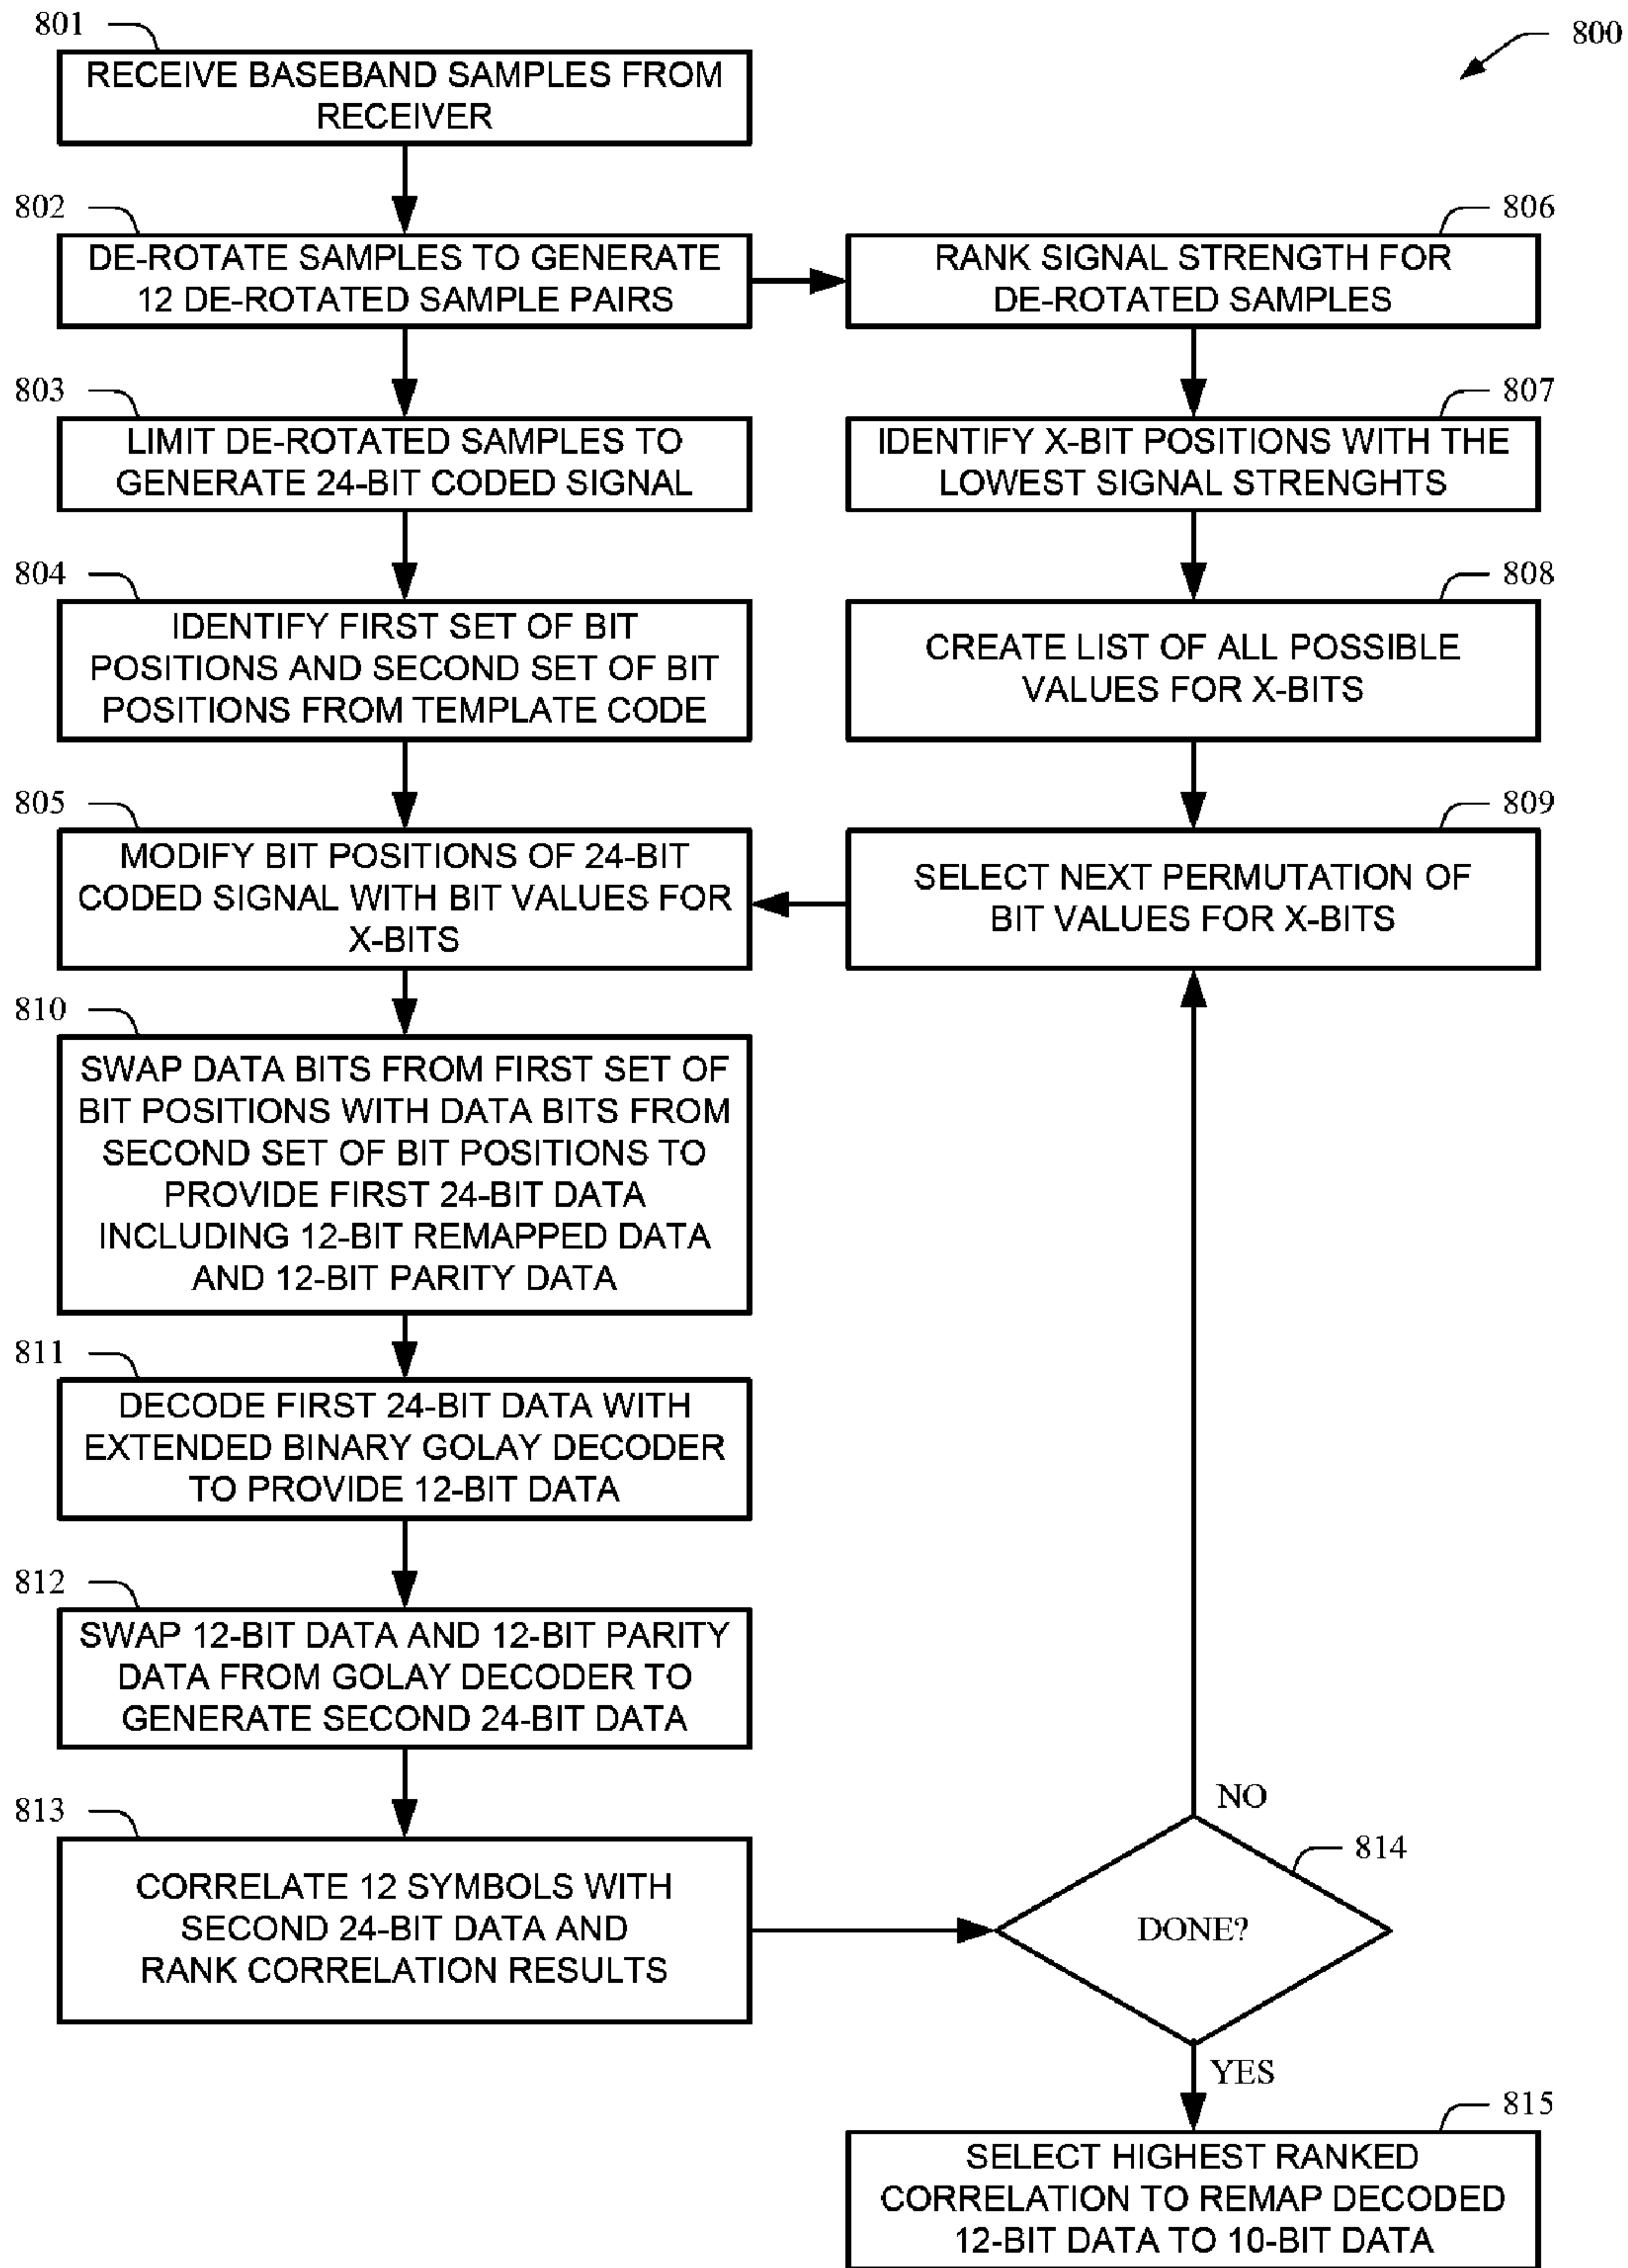 801
800
RECEIVE BASEBAND SAMPLES FROM
RECEIVER
802
DE-ROTATE SAMPLES TO GENERATE
12 DE-ROTATED SAMPLE PAIRS
806
RANK SIGNAL STRENGTH FOR
DE-ROTATED SAMPLES
803
LIMIT DE-ROTATED SAMPLES TO
GENERATE 24-BIT CODED SIGNAL
807
IDENTIFY X-BIT POSITIONS WITH THE
LOWEST SIGNAL STRENGHTS
804
IDENTIFY FIRST SET OF BIT
POSITIONS AND SECOND SET OF BIT
POSITIONS FROM TEMPLATE CODE
808
CREATE LIST OF ALL POSSIBLE
VALUES FOR X-BITS
805
MODIFY BIT POSITIONS OF 24-BIT
CODED SIGNAL WITH BIT VALUES FOR
X-BITS
809
SELECT NEXT PERMUTATION OF
BIT VALUES FOR X-BITS
810
SWAP DATA BITS FROM FIRST SET OF
BIT POSITIONS WITH DATA BITS FROM
SECOND SET OF BIT POSITIONS TO
PROVIDE FIRST 24-BIT DATA
INCLUDING 12-BIT REMAPPED DATA
AND 12-BIT PARITY DATA
811
DECODE FIRST 24-BIT DATA WITH
EXTENDED BINARY GOLAY DECODER
TO PROVIDE 12-BIT DATA
812
SWAP 12-BIT DATA AND 12-BIT PARITY
DATA FROM GOLAY DECODER TO
GENERATE SECOND 24-BIT DATA
813
CORRELATE 12 SYMBOLS WITH
SECOND 24-BIT DATA AND
RANK CORRELATION RESULTS
NO
814
DONE?
YES
815
SELECT HIGHEST RANKED
CORRELATION TO REMAP DECODED
12-BIT DATA TO 10-BIT DATA